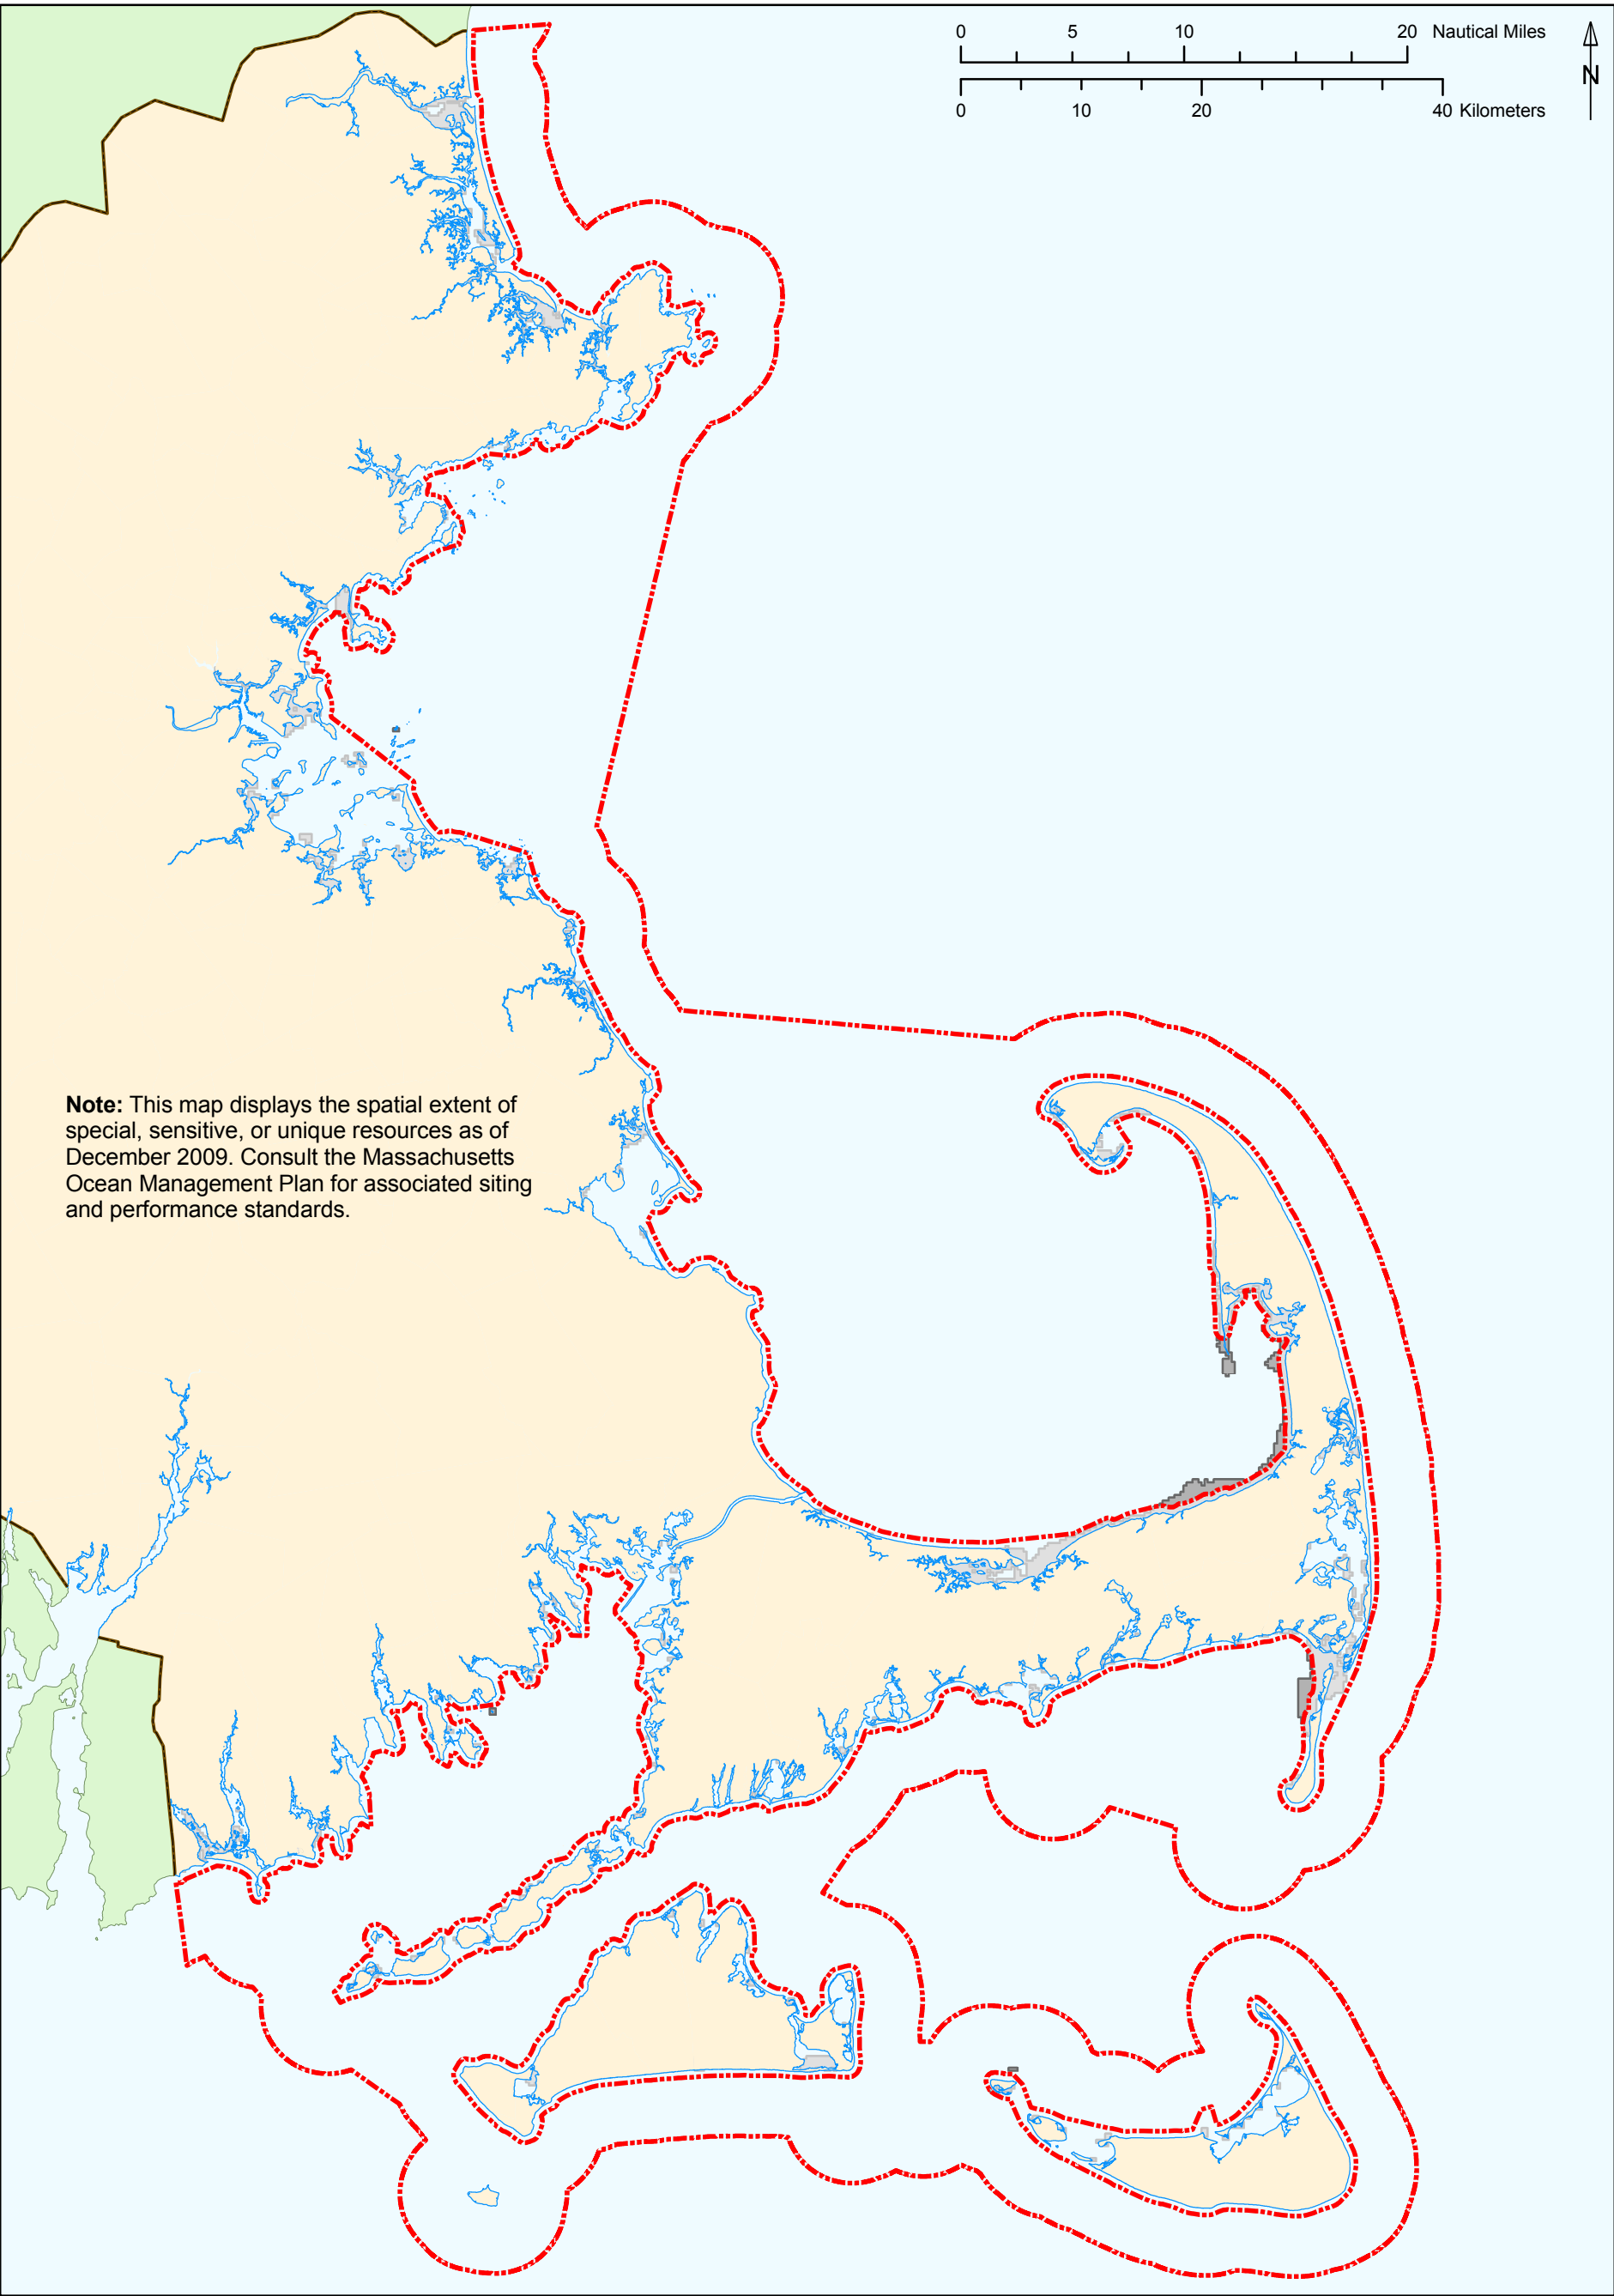 0 5 10 20 Nautical Miles
0 10 20 40 Kilometers
N
Note: This map displays the spatial extent of
special, sensitive, or unique resources as of
December 2009. Consult the Massachusetts
Ocean Management Plan for associated siting
and performance standards.